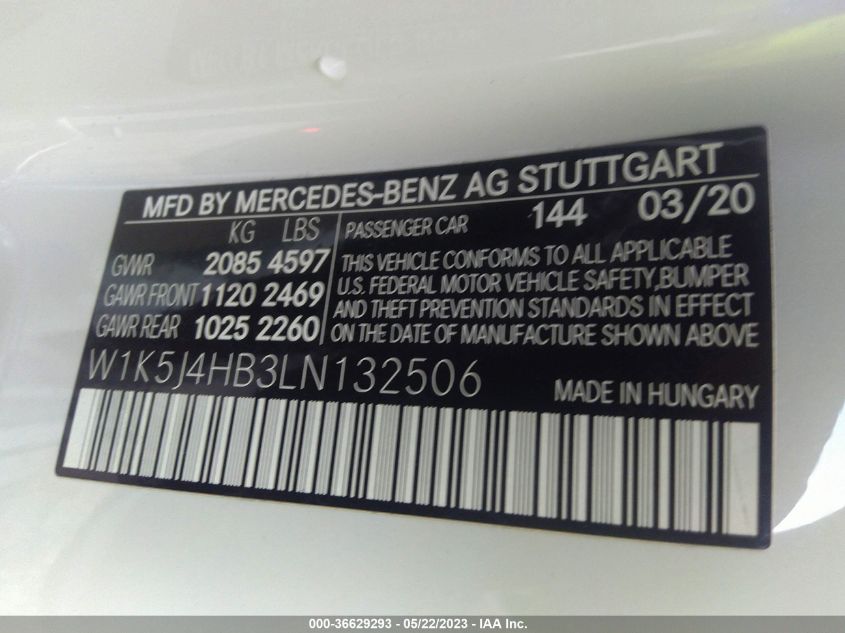 MFD BY MERCEDES-BENZ AG STUTTGART
KG LBS
GVWR 2085 4597
GAWR FRONT 1120 2469
GAWR REAR 1025 2260
PASSENGER CAR 144 03/20
THIS VEHICLE CONFORMS TO ALL APPLICABLE
U.S. FEDERAL MOTOR VEHICLE SAFETY, BUMPER
AND THEFT PREVENTION STANDARDS IN EFFECT
ON THE DATE OF MANUFACTURE SHOWN ABOVE
W1K5J4HB3LN132506
MADE IN HUNGARY
000-36629293 - 05/22/2023 - IAA Inc.